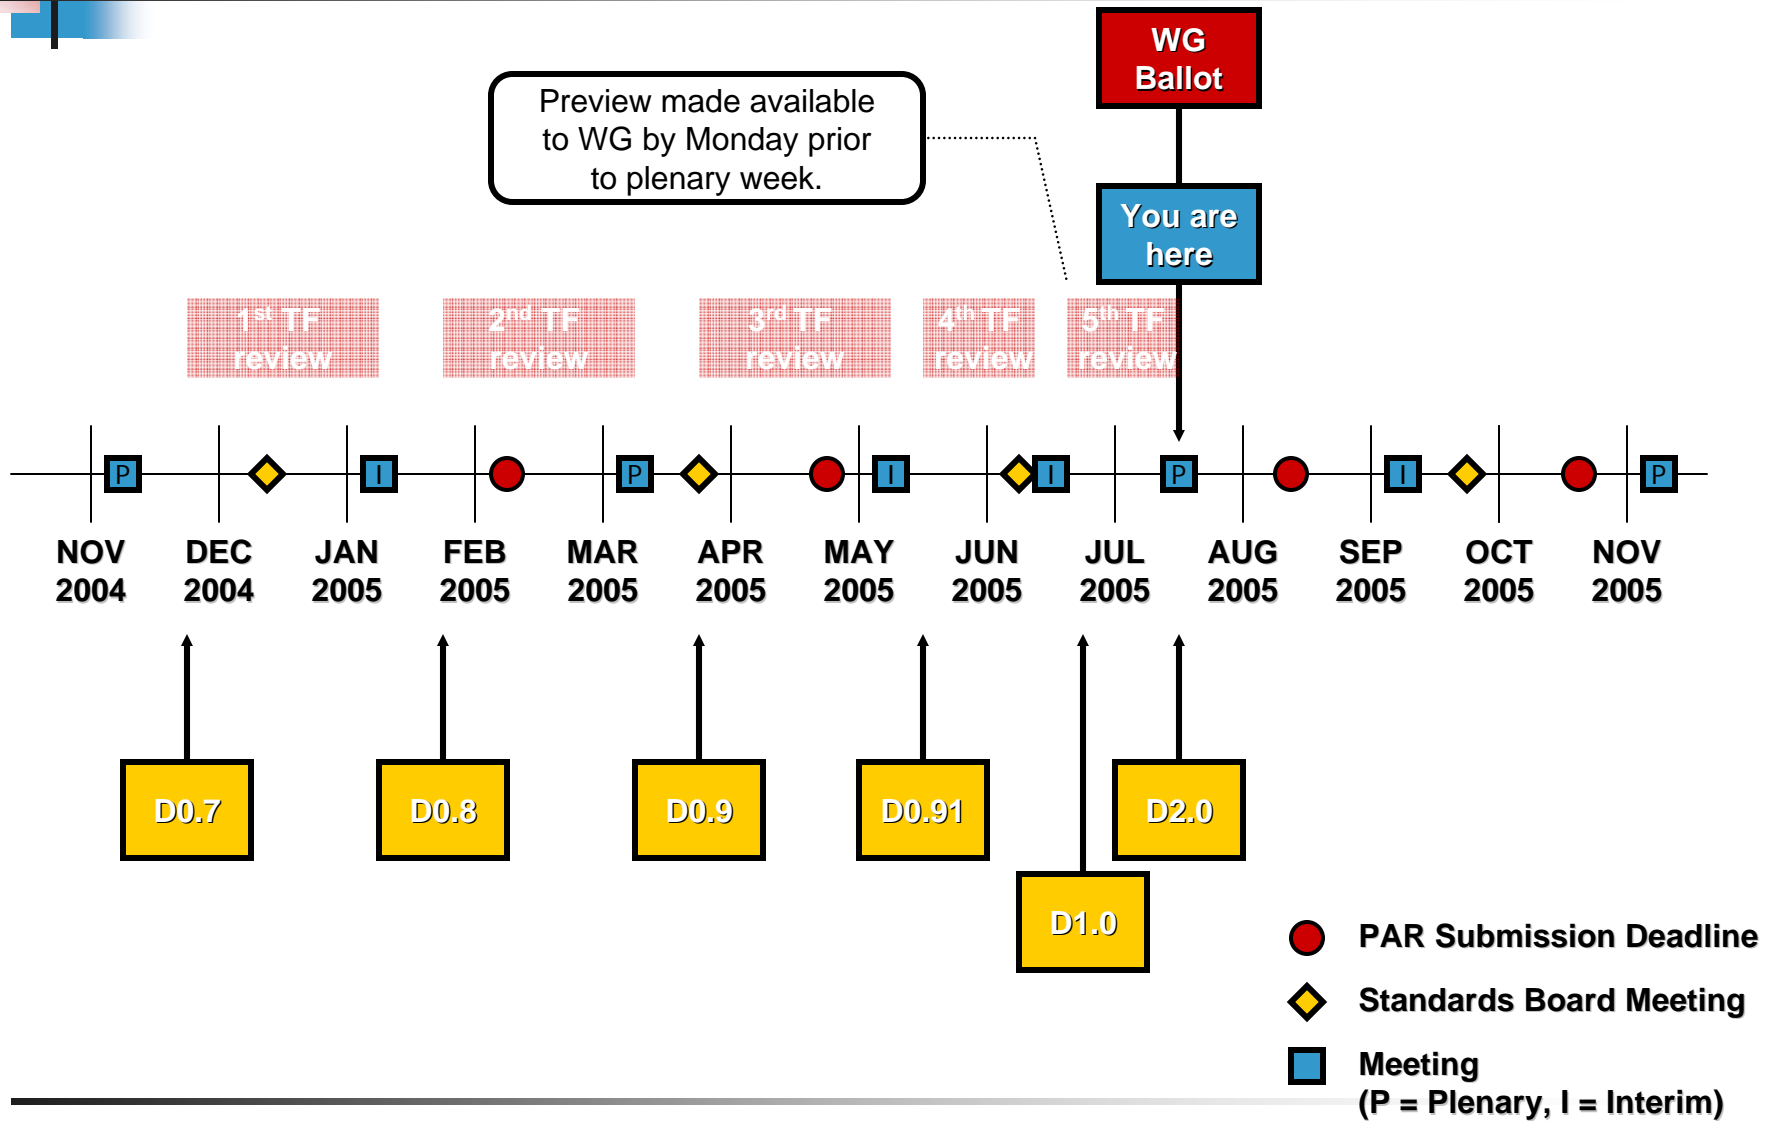 WG
Ballot
Preview made available
to WG by Monday prior
to plenary week.
You are
here
1st TF
review
2nd TF
review
3rd TF
review
4th TF
review
5th TF
review
P
I
P
I
I
P
I
P
NOV
2004
DEC
2004
JAN
2005
FEB
2005
MAR
2005
APR
2005
MAY
2005
JUN
2005
JUL
2005
AUG
2005
SEP
2005
OCT
2005
NOV
2005
D0.7
D0.8
D0.9
D0.91
D2.0
D1.0
PAR Submission Deadline
Standards Board Meeting
Meeting
(P = Plenary, I = Interim)